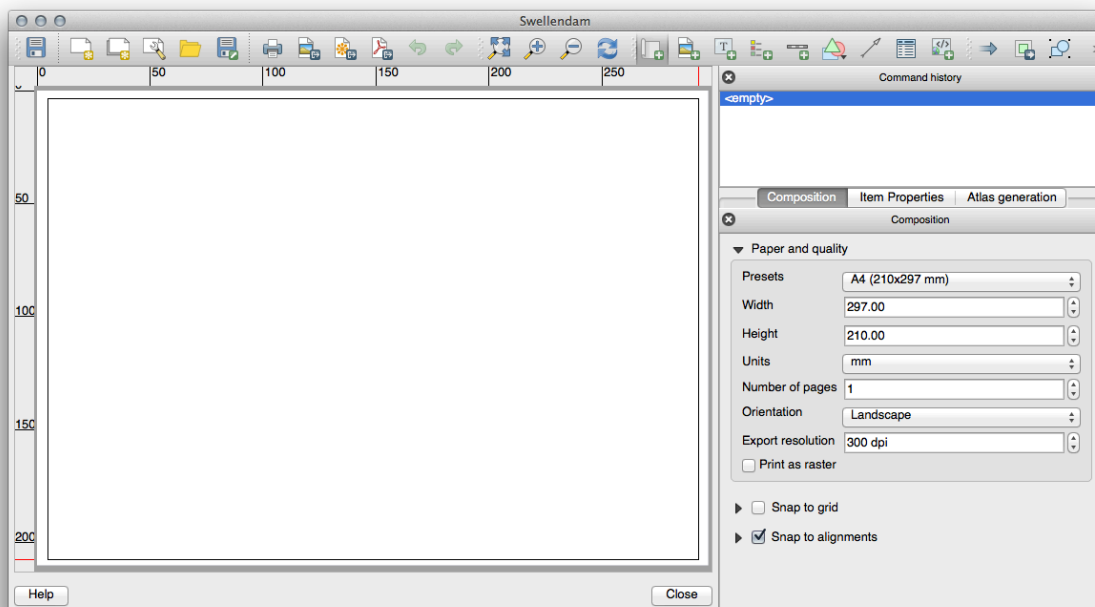 Swellendam
0 50 100 150 200 250
Command history
0
<empty>
50
Composition Item Properties Atlas generation
Composition
Paper and quality
Presets A4 (210x297 mm)
Width 297.00
100
Height 210.00
Units mm
Number of pages 1
Orientation Landscape
150
Export resolution 300 dpi
Print as raster
Snap to grid
200
Snap to alignments
Help Close